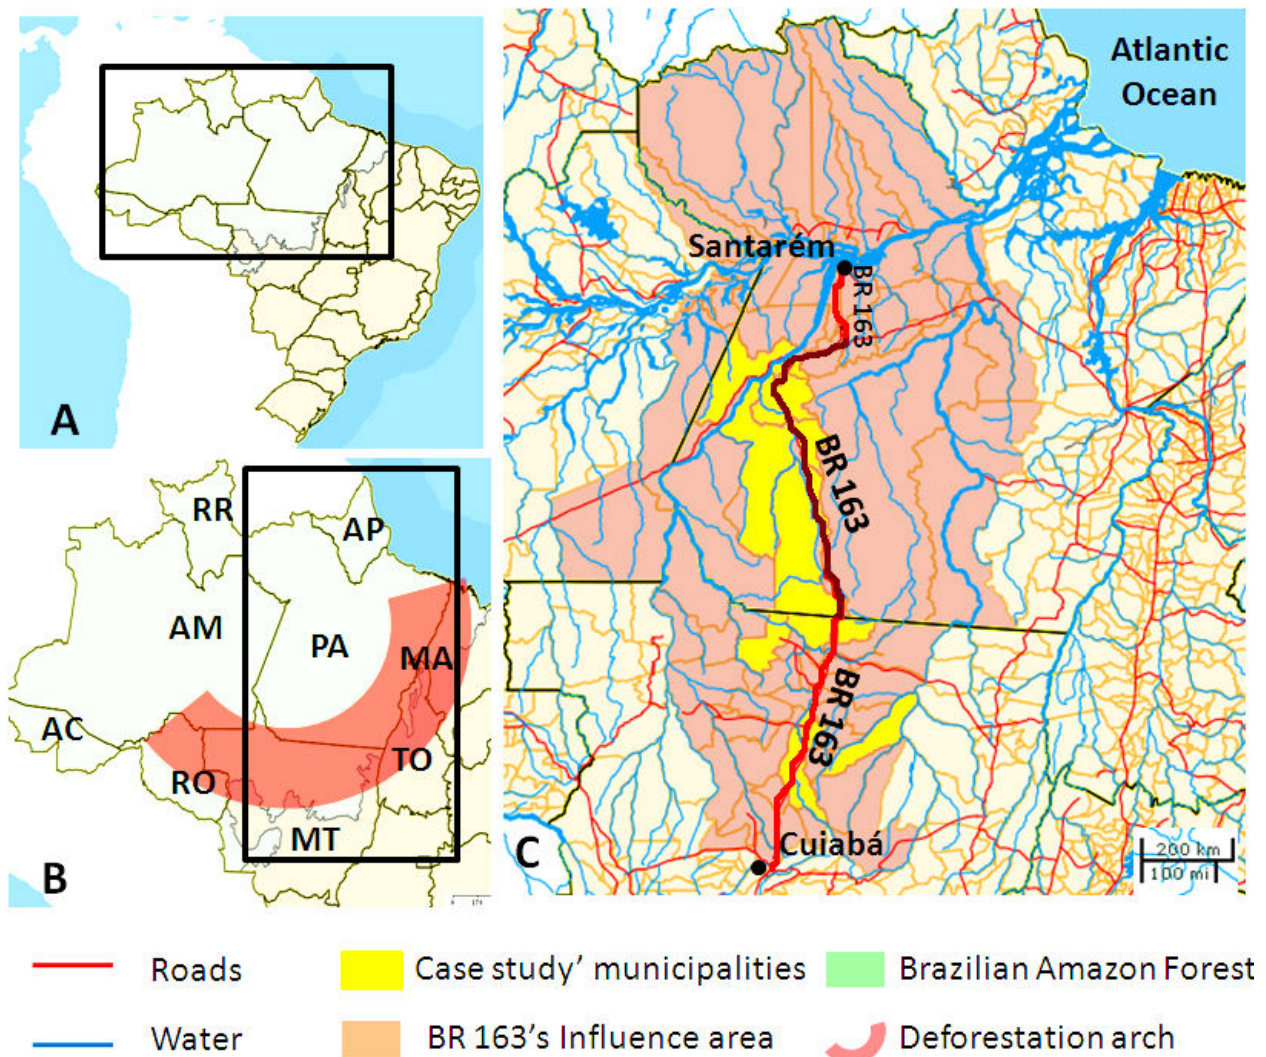 A
RR
AP
AM
PA
MA
AC
RO
TO
MT
B
Atlantic
Ocean
Santarém
BR 163
BR 163
BR 163
Cuiabá
C
200 km
100 mi
Roads
Case study' municipalities
Brazilian Amazon Forest
Water
BR 163's Influence area
Deforestation arch